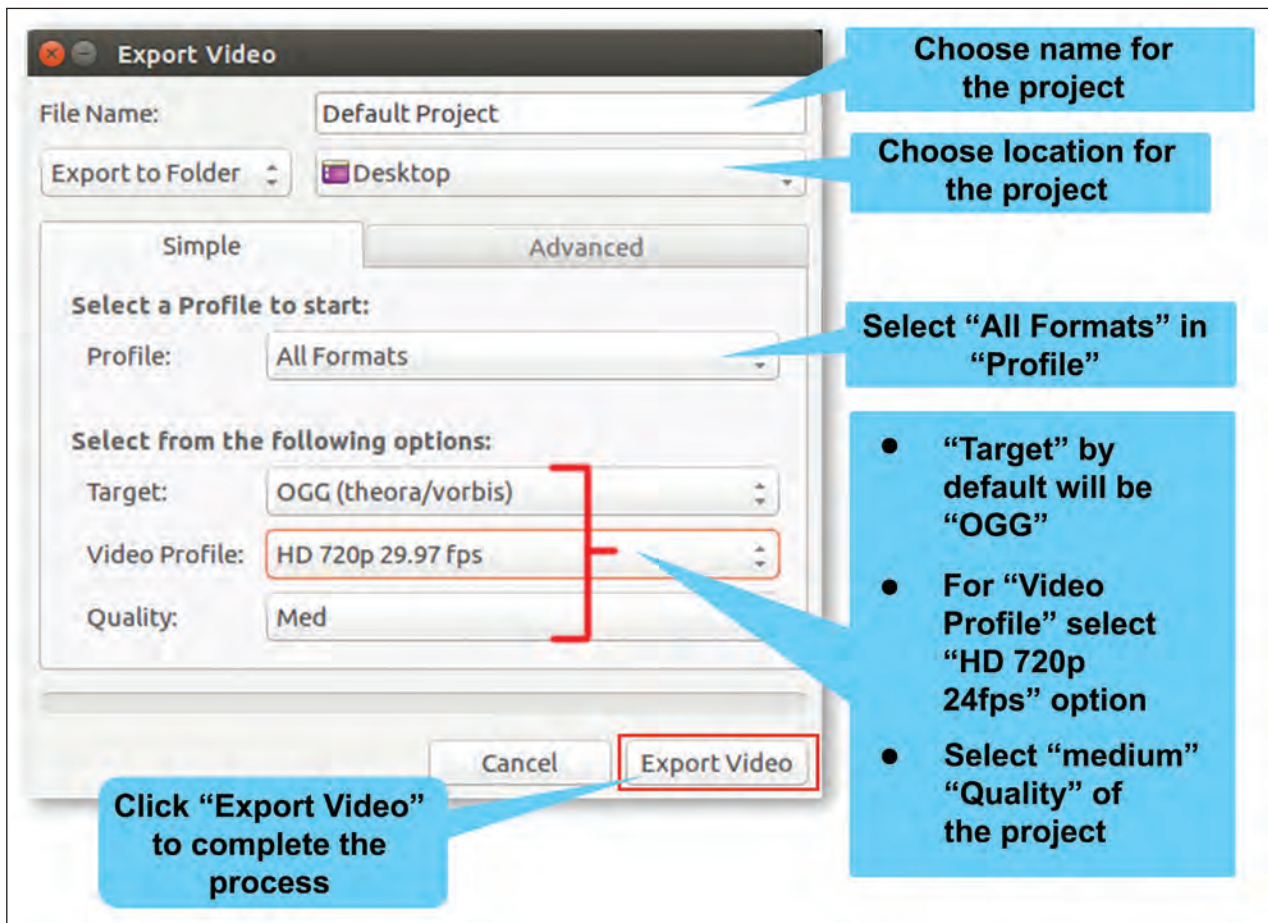 Export Video
File Name:
Default Project
Choose name for
the project
Export to Folder
Desktop
Choose location for
the project
Simple
Advanced
Select a Profile to start:
Profile:
All Formats
Select “All Formats” in
“Profile”
Select from the following options:
Target:
OGG (theora/vorbis)
Video Profile:
HD 720p 29.97 fps
Quality:
Med
● “Target” by
default will be
“OGG”
● For “Video
Profile” select
“HD 720p
24fps” option
● Select “medium”
“Quality” of
the project
Cancel
Export Video
Click “Export Video”
to complete the
process